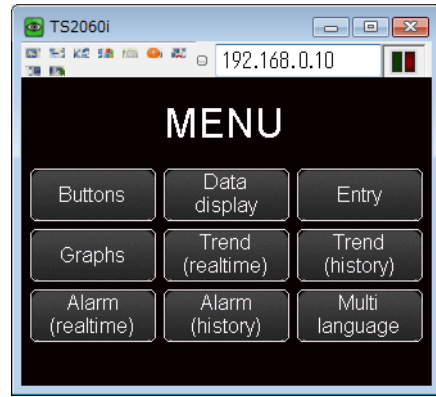 TS2060i
192.168.0.10
MENU
Buttons
Data
display
Entry
Graphs
Trend
(realtime)
Trend
(history)
Alarm
(realtime)
Alarm
(history)
Multi
language